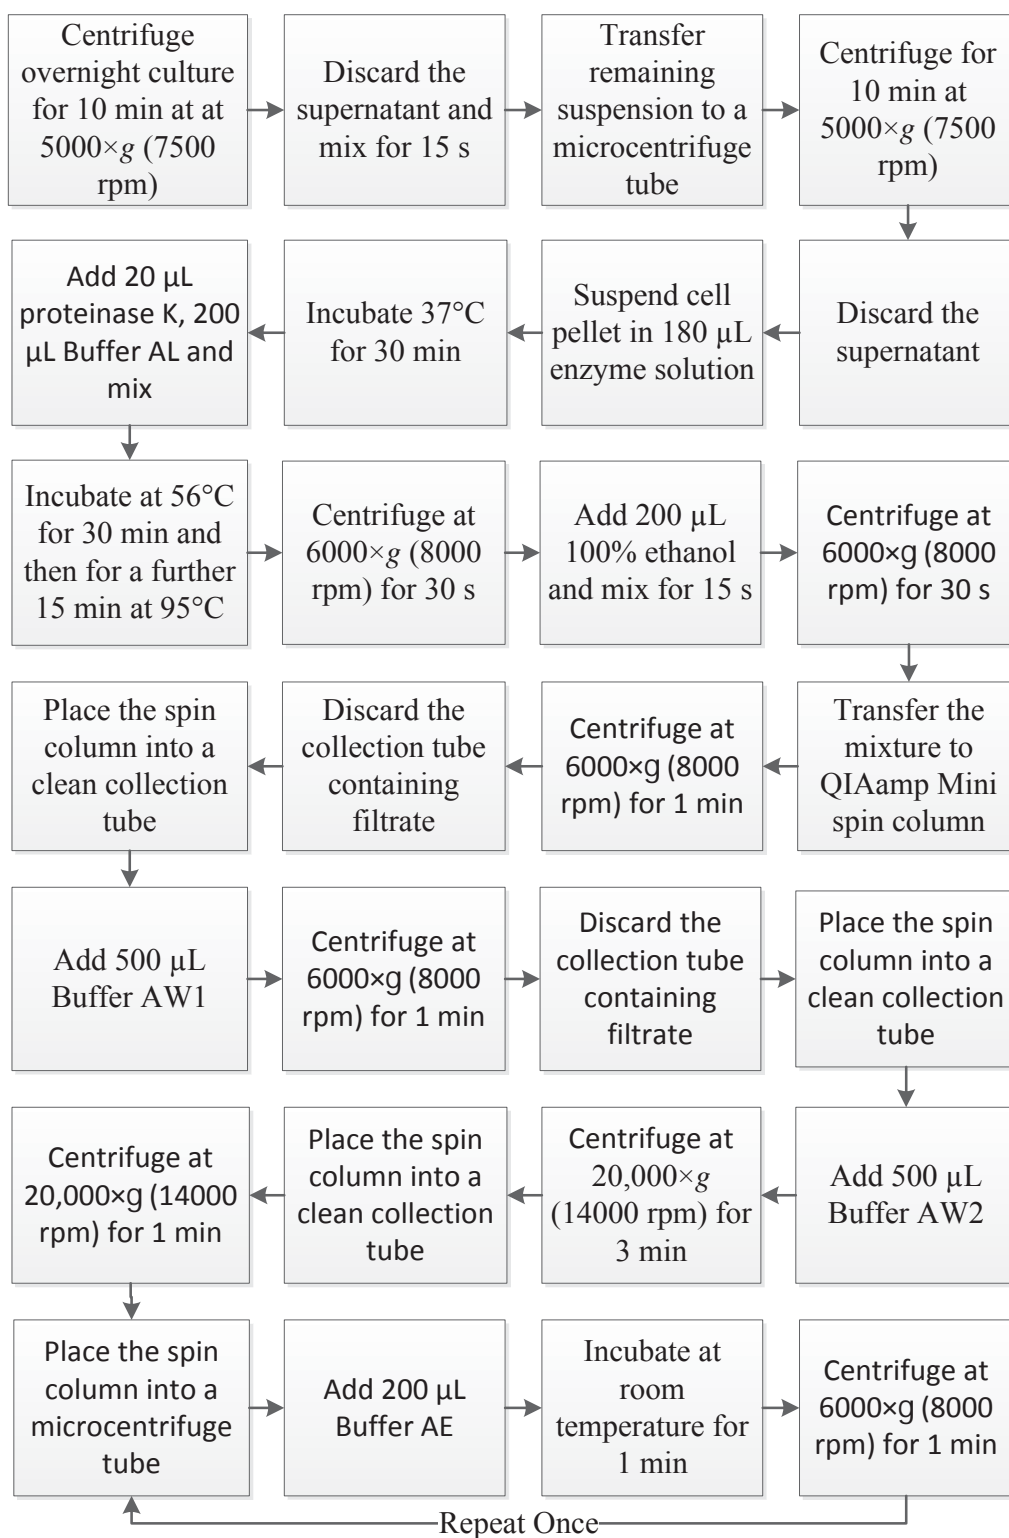 Centrifuge
overnight culture
for 10 min at at
5000×g (7500
rpm)
Discard the
supernatant and
mix for 15 s
Transfer
remaining
suspension to a
microcentrifuge
tube
Centrifuge for
10 min at
5000×g (7500
rpm)
Discard the
supernatant
Suspend cell
pellet in 180 µL
enzyme solution
Incubate 37°C
for 30 min
Add 20 µL
proteinase K, 200
µL Buffer AL and
mix
Incubate at 56°C
for 30 min and
then for a further
15 min at 95°C
Centrifuge at
6000×g (8000
rpm) for 30 s
Add 200 µL
100% ethanol
and mix for 15 s
Centrifuge at
6000×g (8000
rpm) for 30 s
Transfer the
mixture to
QIAamp Mini
spin column
Centrifuge at
6000×g (8000
rpm) for 1 min
Discard the
collection tube
containing
filtrate
Place the spin
column into a
clean collection
tube
Add 500 µL
Buffer AW1
Centrifuge at
6000×g (8000
rpm) for 1 min
Discard the
collection tube
containing
filtrate
Place the spin
column into a
clean collection
tube
Add 500 µL
Buffer AW2
Centrifuge at
20,000×g
(14000 rpm) for
3 min
Place the spin
column into a
clean collection
tube
Centrifuge at
20,000×g (14000
rpm) for 1 min
Place the spin
column into a
microcentrifuge
tube
Add 200 µL
Buffer AE
Incubate at
room
temperature for
1 min
Centrifuge at
6000×g (8000
rpm) for 1 min
Repeat Once